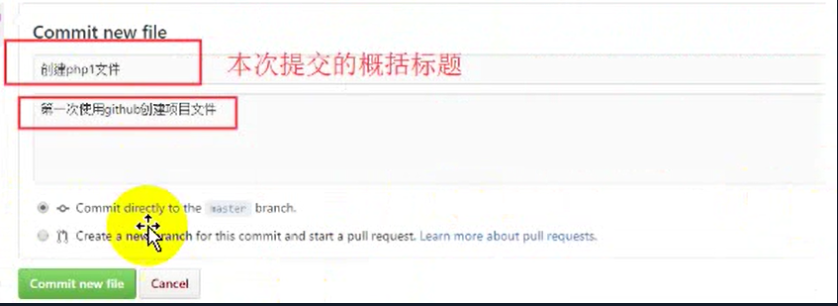 Commit new file
创建php1文件
本次提交的概括标题
第一次使用github创建项目文件
Commit directly to the master branch.
Create a new branch for this commit and start a pull request. Learn more about pull requests.
Commit new file
Cancel